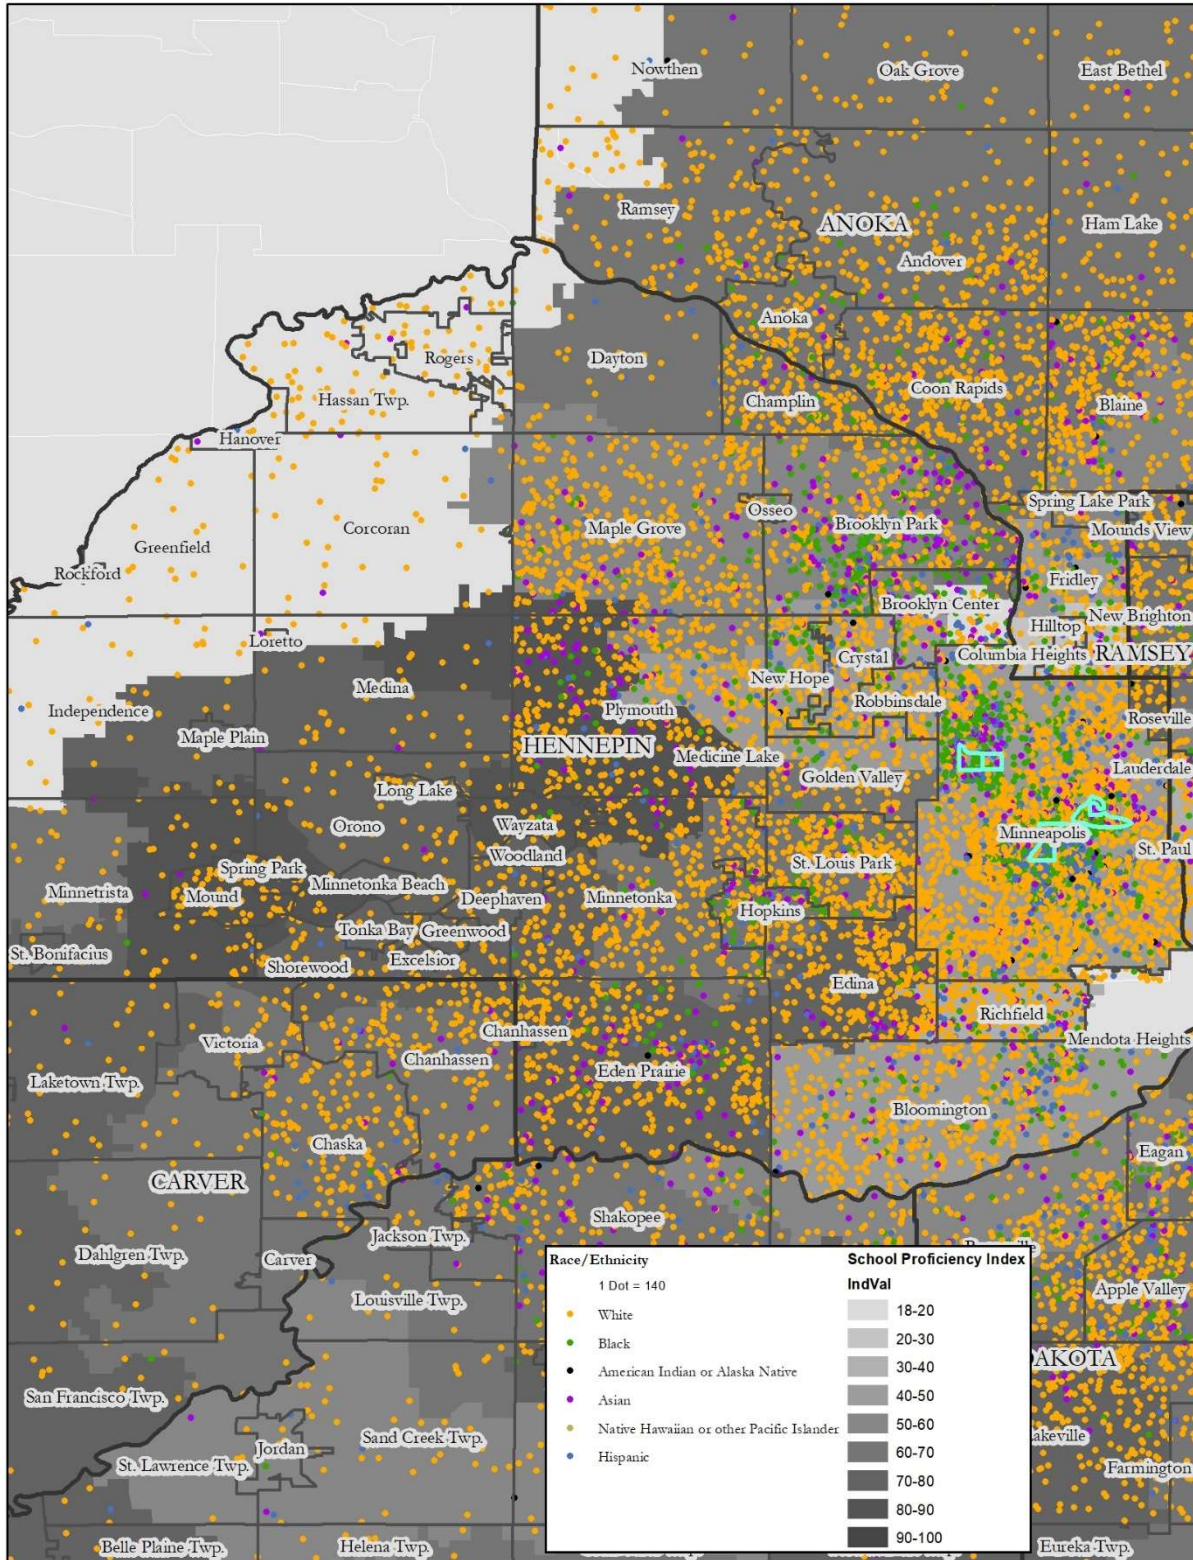 Nowthen
Oak Grove
East Bethel
Ramsey
ANOKA
Ham Lake
Andover
Anoka
Rogers
Dayton
Coon Rapids
Hassan Twp.
Champlin
Blaine
Hanover
Spring Lake Park
Osseo
Maple Grove
Brooklyn Park
Mounds View
Corcoran
Greenfield
Rockford
Fridley
Brooklyn Center
New Brighton
Hilltop
Loretto
Crystal
Columbia Heights
RAMSEY
New Hope
Medina
Robbinsdale
Independence
Plymouth
Roseville
Maple Plain
HENNEPIN
Medicine Lake
Lauderdale
Golden Valley
Long Lake
Orono
Wayzata
Minneapolis
St. Paul
Woodland
St. Louis Park
Spring Park
Minnetonka Beach
Minnetrista
Mound
Deephaven
Minnetonka
Hopkins
Tonka Bay
Greenwood
St. Bonifacius
Excelsior
Shorewood
Edina
Richfield
Chanhassen
Mendota Heights
Victoria
Chanhassen
Eden Prairie
Laketown Twp.
Bloomington
Chaska
Eagan
CARVER
Shakopee
Jackson Twp.
Dahlgren Twp.
Carver
Apple Valley
Louisville Twp.
AKOTA
San Francisco Twp.
Sand Creek Twp.
akeville
Jordan
St. Lawrence Twp.
Farmington
Belle Plaine Twp.
Helena Twp.
Eureka Twp.
Race/Ethnicity
1 Dot = 140
White
Black
American Indian or Alaska Native
Asian
Native Hawaiian or other Pacific Islander
Hispanic
School Proficiency Index
IndVal
18-20
20-30
30-40
40-50
50-60
60-70
70-80
80-90
90-100